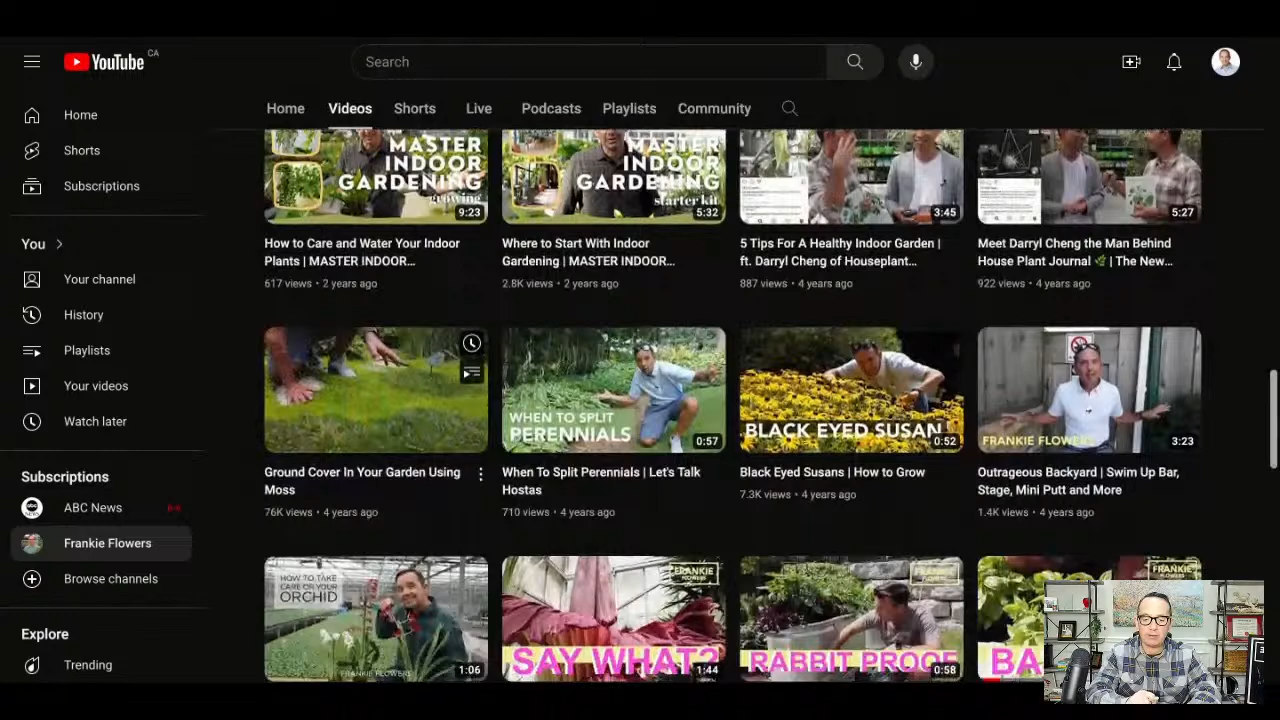 YouTube CA
Search
Home
Shorts
Subscriptions
You
Your channel
History
Playlists
Your videos
Watch later
Subscriptions
ABC News
Frankie Flowers
Browse channels
Explore
Trending
Home Videos Shorts Live Podcasts Playlists Community
MASTER
INDOOR
GARDENING
growing
9:23
How to Care and Water Your Indoor
Plants | MASTER INDOOR...
617 views • 2 years ago
MASTER
INDOOR
GARDENING
starter kit
5:32
Where to Start With Indoor
Gardening | MASTER INDOOR...
2.8K views • 2 years ago
3:45
5 Tips For A Healthy Indoor Garden |
ft. Darryl Cheng of Houseplant...
887 views • 4 years ago
5:27
Meet Darryl Cheng the Man Behind
House Plant Journal 🌿 | The New...
922 views • 4 years ago
Ground Cover In Your Garden Using
Moss
76K views • 4 years ago
WHEN TO SPLIT
PERENNIALS
0:57
When To Split Perennials | Let's Talk
Hostas
710 views • 4 years ago
BLACK EYED SUSAN
0:52
Black Eyed Susans | How to Grow
7.3K views • 4 years ago
FRANKIE FLOWERS
3:23
Outrageous Backyard | Swim Up Bar,
Stage, Mini Putt and More
1.4K views • 4 years ago
HOW TO TAKE
CARE OR YOUR
ORCHID
FRANKIE FLOWERS
1:06
FRANKIE
FLOWERS
SAY WHAT?
1:44
FRANKIE
FLOWERS
RABBIT PROOF
0:58
FRANKIE
FLOWERS
BA